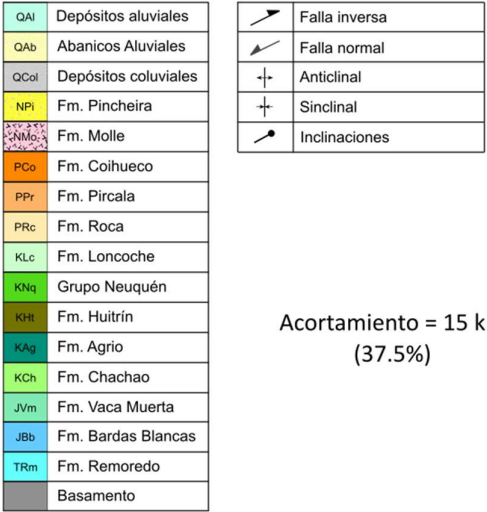 QAl Depósitos aluviales
QAb Abanicos Aluviales
QCol Depósitos coluviales
NPi Fm. Pincheira
NMo Fm. Molle
PCo Fm. Coihueco
PPr Fm. Pircala
PRc Fm. Roca
KLc Fm. Loncoche
KNq Grupo Neuquén
KHt Fm. Huitrín
KAg Fm. Agrio
KCh Fm. Chachao
JVm Fm. Vaca Muerta
JBb Fm. Bardas Blancas
TRm Fm. Remoredo
Basamento
Falla inversa
Falla normal
Anticlinal
Sinclinal
Inclinaciones
Acortamiento = 15 k
(37.5%)